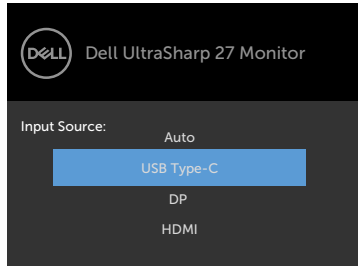 DELL
Dell UltraSharp 27 Monitor
Input Source:
Auto
USB Type-C
DP
HDMI